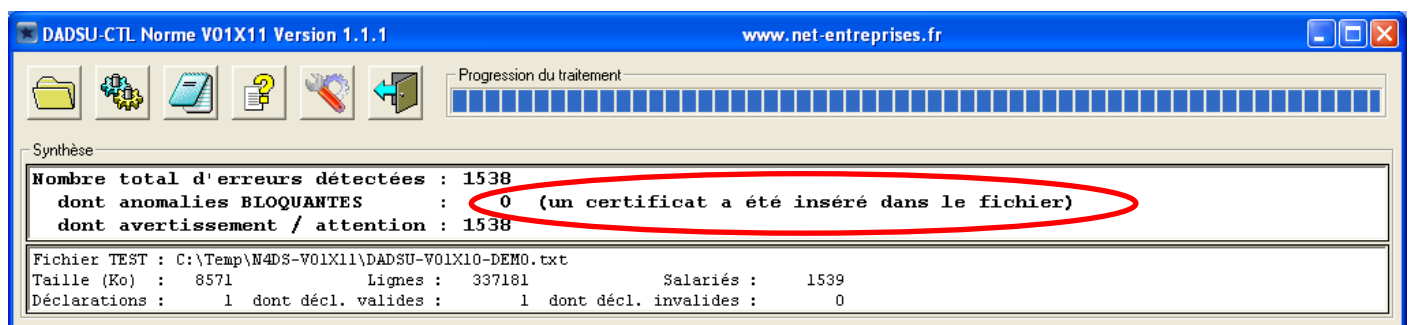 DADSU-CTL Norme V01X11 Version 1.1.1 www.net-entreprises.fr
Progression du traitement
Synthèse
Nombre total d'erreurs détectées : 1538
dont anomalies BLOQUANTES : 0 (un certificat a été inséré dans le fichier)
dont avertissement / attention : 1538
Fichier TEST : C:\Temp\N4DS-V01X11\DADSU-V01X10-DEMO.txt
Taille (Ko) : 8571 Lignes : 337181 Salariés : 1539
Déclarations : 1 dont décl. valides : 1 dont décl. invalides : 0